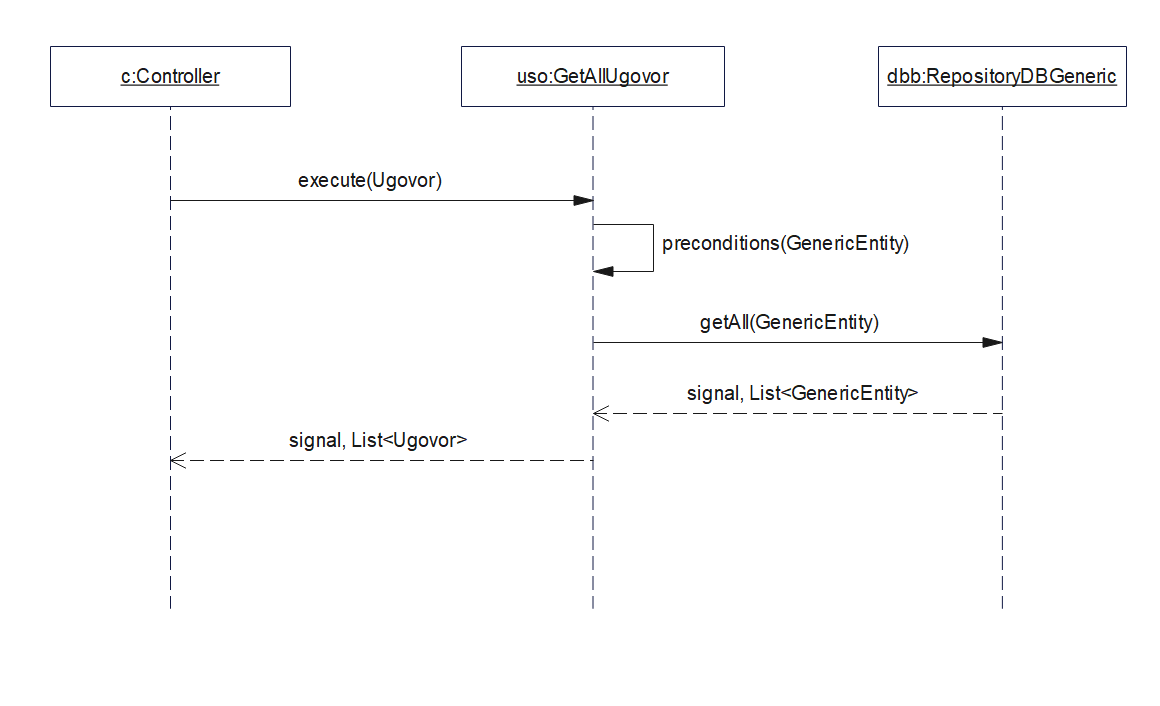 c:Controller
uso:GetAllUgovor
dbb:RepositoryDBGeneric
execute(Ugovor)
preconditions(GenericEntity)
getAll(GenericEntity)
signal, List<GenericEntity>
signal, List<Ugovor>